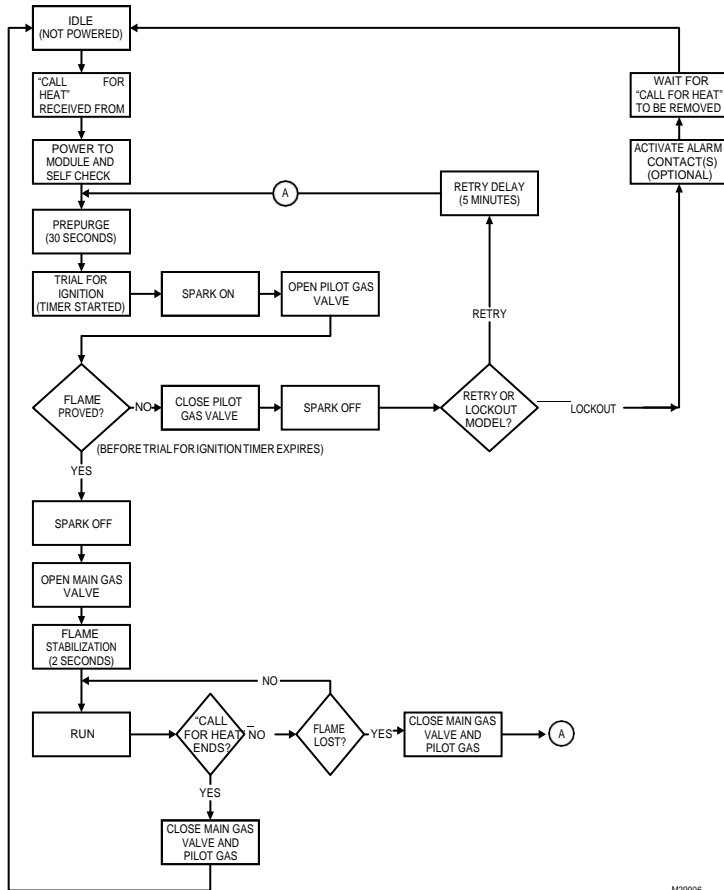 IDLE
(NOT POWERED)
"CALL FOR
HEAT"
RECEIVED FROM
POWER TO
MODULE AND
SELF CHECK
PREPURGE
(30 SECONDS)
TRIAL FOR
IGNITION
(TIMER STARTED)
SPARK ON
OPEN PILOT GAS
VALVE
A
RETRY DELAY
(5 MINUTES)
RETRY
WAIT FOR
"CALL FOR HEAT"
TO BE REMOVED
ACTIVATE ALARM
CONTACT(S)
(OPTIONAL)
FLAME
PROVED?
NO
CLOSE PILOT
GAS VALVE
SPARK OFF
RETRY OR
LOCKOUT
MODEL?
LOCKOUT
(BEFORE TRIAL FOR IGNITION TIMER EXPIRES)
YES
SPARK OFF
OPEN MAIN GAS
VALVE
FLAME
STABILIZATION
(2 SECONDS)
NO
RUN
"CALL
FOR HEAT
ENDS?
NO
FLAME
LOST?
YES
CLOSE MAIN GAS
VALVE AND
PILOT GAS
A
YES
CLOSE MAIN GAS
VALVE AND
PILOT GAS
M29906